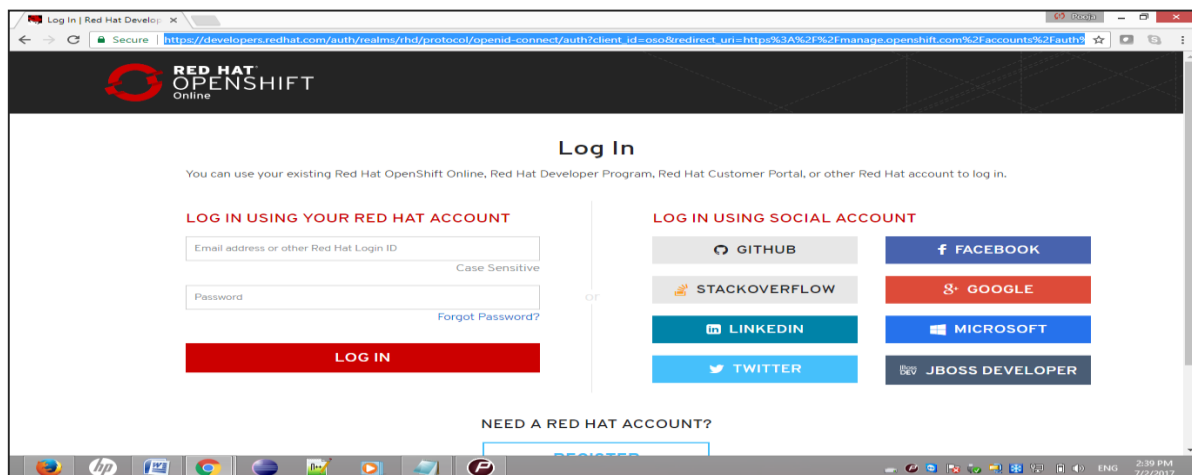 Log In | Red Hat Develop
Pooja
Secure | https://developers.redhat.com/auth/realms/rhd/protocol/openid-connect/auth?client_id=oso&redirect_uri=https%3A%2F%2Fmanage.openshift.com%2Faccounts%2Fauth%
RED HAT
OPENSHIFT
Online
Log In
You can use your existing Red Hat OpenShift Online, Red Hat Developer Program, Red Hat Customer Portal, or other Red Hat account to log in.
LOG IN USING YOUR RED HAT ACCOUNT
Email address or other Red Hat Login ID
Case Sensitive
Password
Forgot Password?
LOG IN
or
LOG IN USING SOCIAL ACCOUNT
GITHUB
FACEBOOK
STACKOVERFLOW
GOOGLE
LINKEDIN
MICROSOFT
TWITTER
JBOSS DEVELOPER
NEED A RED HAT ACCOUNT?
REGISTER
ENG
2:39 PM
7/2/2017